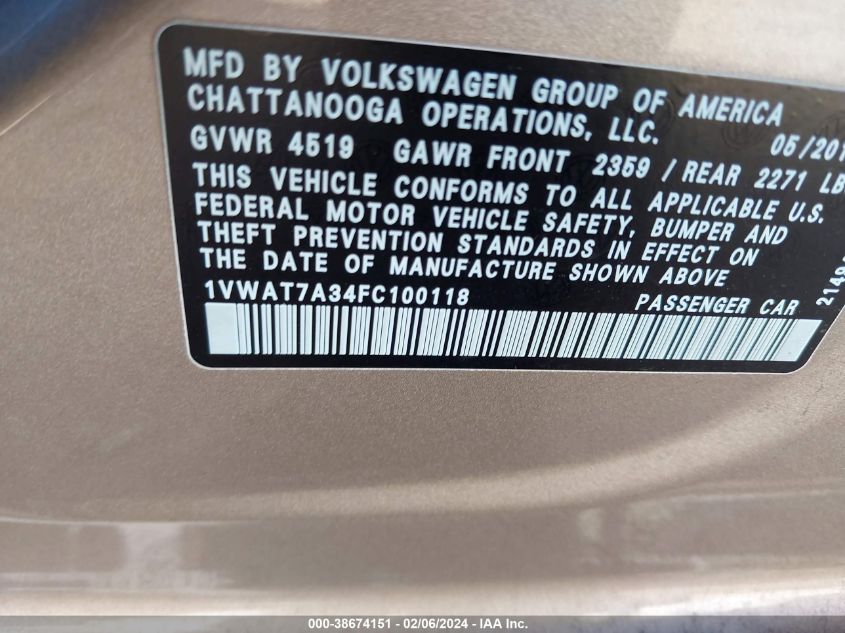 MFD BY VOLKSWAGEN GROUP OF AMERICA
CHATTANOOGA OPERATIONS, LLC.
05/201
GVWR 4519 GAWR FRONT 2359 / REAR 2271 LB
THIS VEHICLE CONFORMS TO ALL APPLICABLE U.S.
FEDERAL MOTOR VEHICLE SAFETY, BUMPER AND
THEFT PREVENTION STANDARDS IN EFFECT ON
THE DATE OF MANUFACTURE SHOWN ABOVE
1VWAT7A34FC100118 PASSENGER CAR
000-38674151 - 02/06/2024 - IAA Inc.